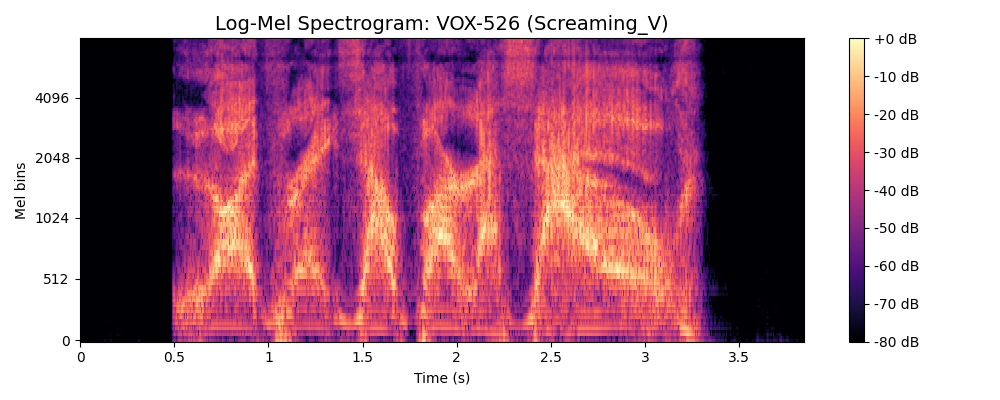 Log-Mel Spectrogram: VOX-526 (Screaming_V)
Mel bins
4096
2048
1024
512
0
0 0.5 1 1.5 2 2.5 3 3.5
Time (s)
+0 dB
-10 dB
-20 dB
-30 dB
-40 dB
-50 dB
-60 dB
-70 dB
-80 dB